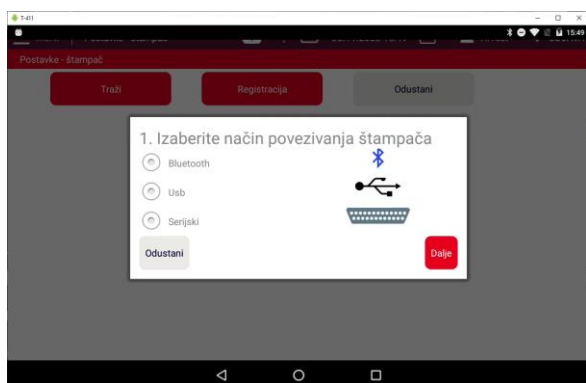 T-411
15:49
Postavke - štampač
Traži
Registracija
Odustani
1. Izaberite način povezivanja štampača
Bluetooth
Usb
Serijski
Odustani
Dalje